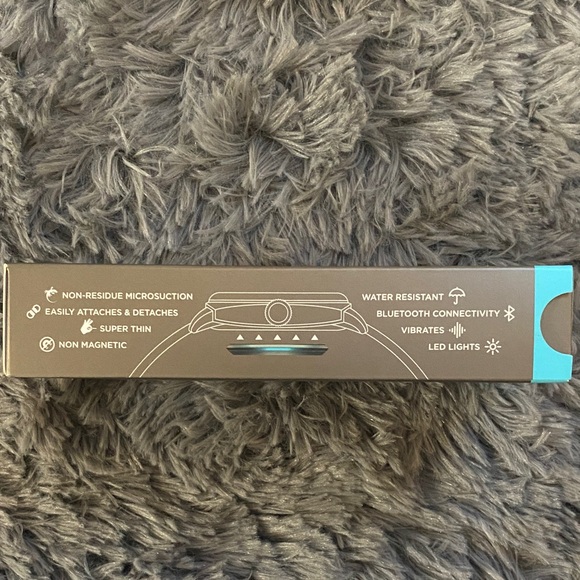 NON-RESIDUE MICROSUCTION
EASILY ATTACHES & DETACHES
SUPER THIN
NON MAGNETIC
WATER RESISTANT
BLUETOOTH CONNECTIVITY
VIBRATES
LED LIGHTS